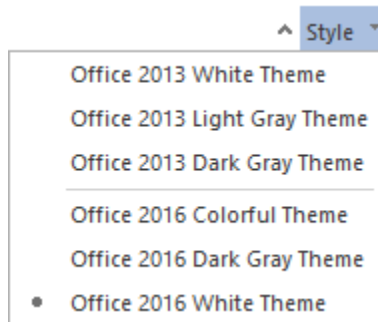 Style
Office 2013 White Theme
Office 2013 Light Gray Theme
Office 2013 Dark Gray Theme
Office 2016 Colorful Theme
Office 2016 Dark Gray Theme
Office 2016 White Theme